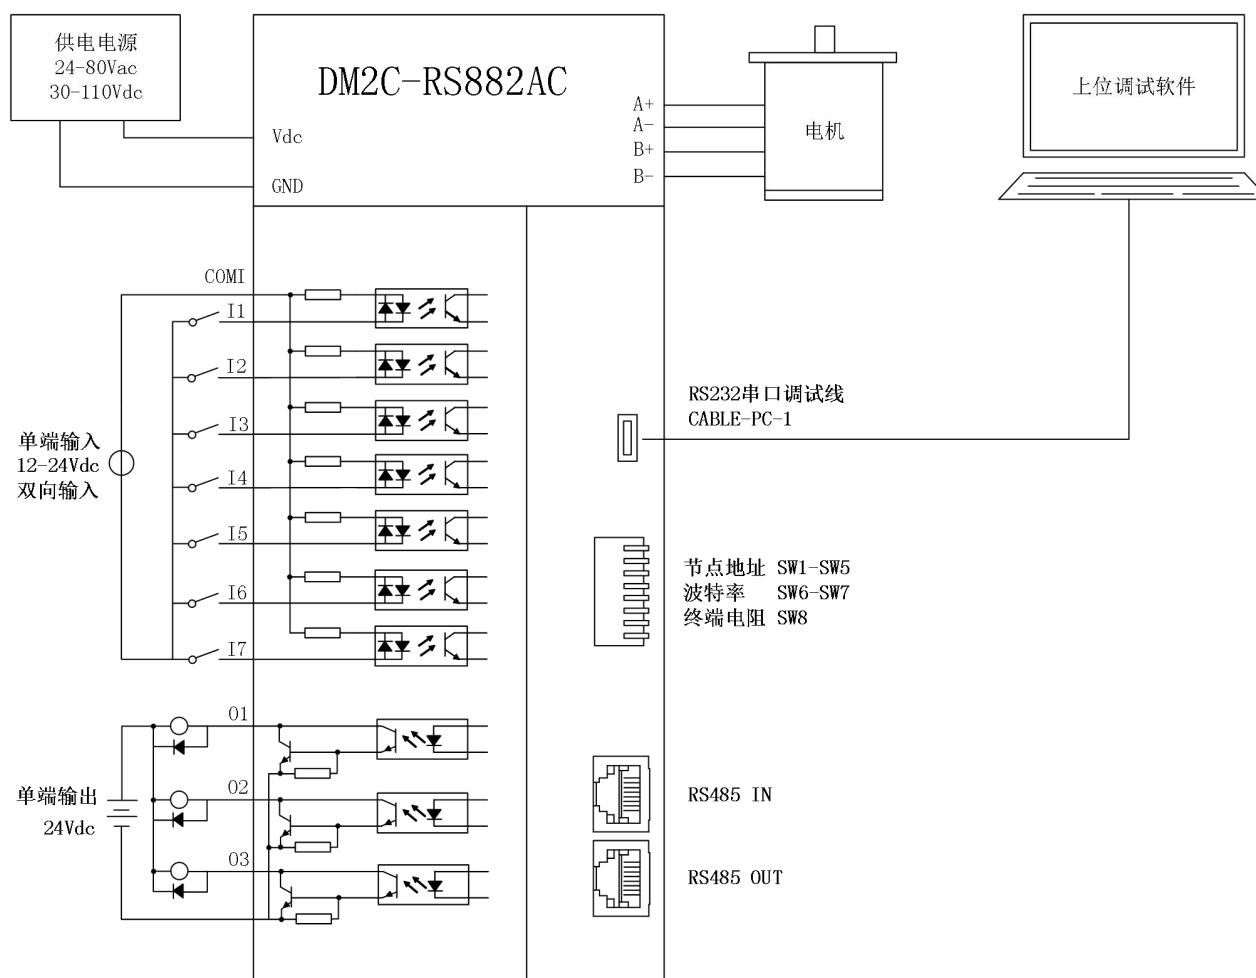 供电电源
24-80Vac
30-110Vdc
DM2C-RS882AC
Vdc
GND
A+
A-
B+
B-
电机
上位调试软件
COMI
I1
I2
I3
I4
I5
I6
I7
单端输入
12-24Vdc
双向输入
RS232串口调试线
CABLE-PC-1
节点地址 SW1-SW5
波特率 SW6-SW7
终端电阻 SW8
O1
O2
O3
单端输出
24Vdc
RS485 IN
RS485 OUT